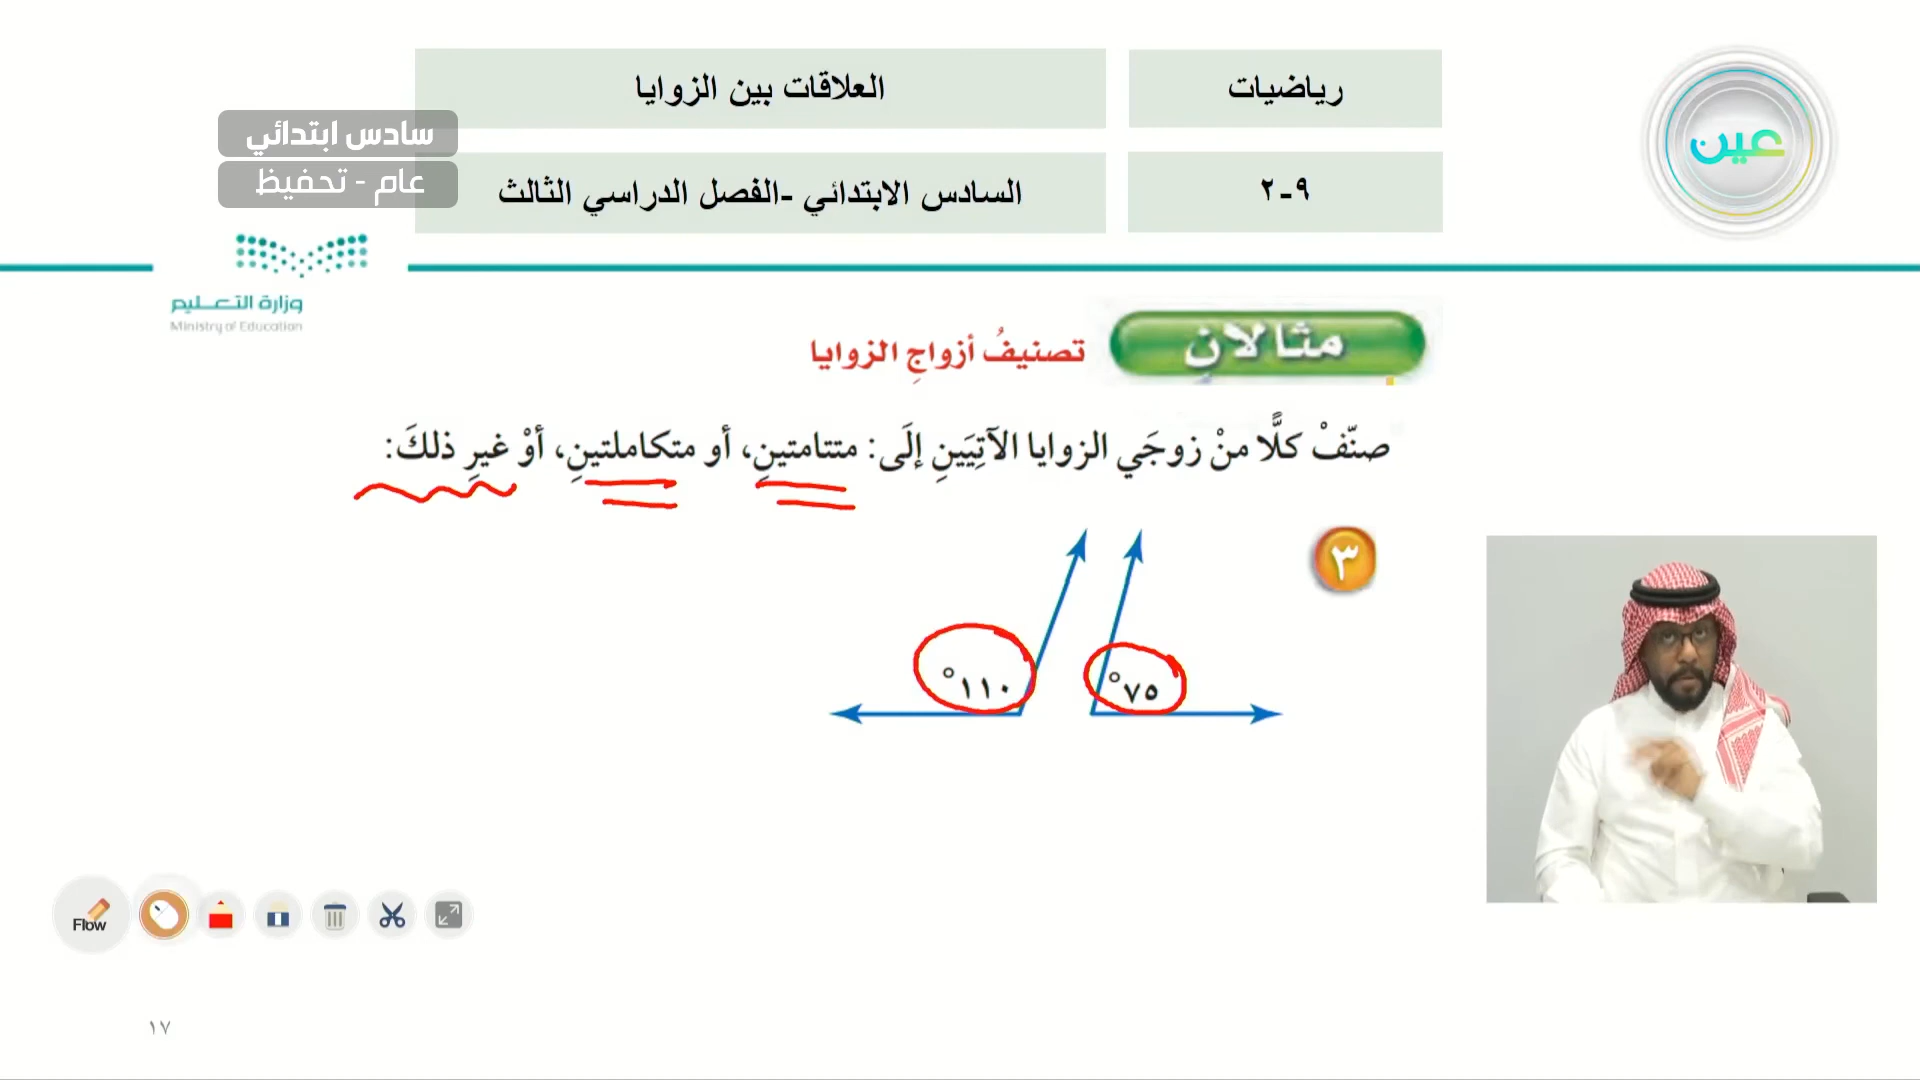 رياضيات
العلاقات بين الزوايا
٩-٢
السادس الابتدائي -الفصل الدراسي الثالث
سادس ابتدائي
عام - تحفيظ
عين
وزارة التعليم
Ministry of Education
مثالانِ
تصنيفُ أزواجِ الزوايا
صنّفْ كلًّا منْ زوجَي الزوايا الآتِيَينِ إلَى: متتامتينِ، أو متكاملتينِ، أوْ غيرِ ذلكَ:
٣
٧٥°
١١٠°
Flow
١٧